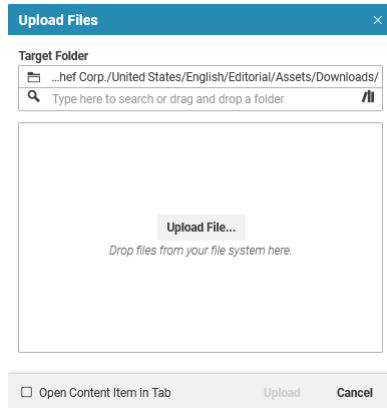 Upload Files
Target Folder
...hef Corp./United States/English/Editorial/Assets/Downloads/
Type here to search or drag and drop a folder
Upload File...
Drop files from your file system here.
Open Content Item in Tab
Upload
Cancel